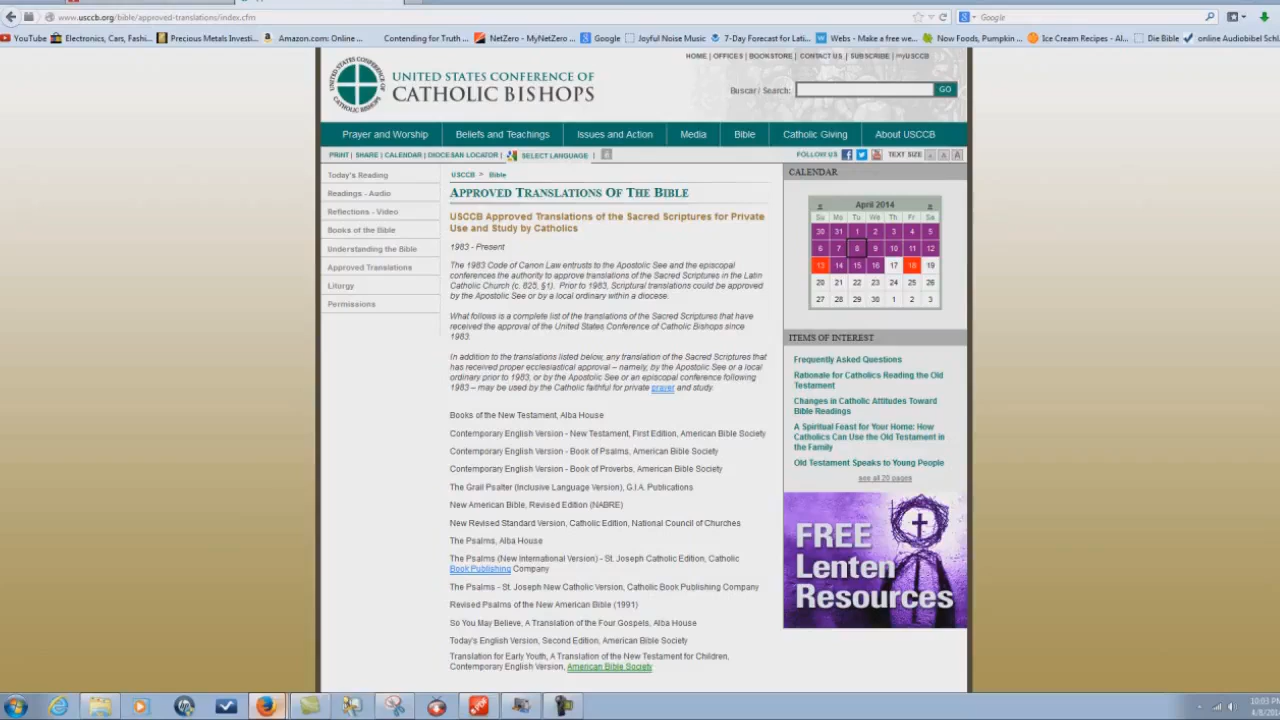 www.usccb.org/bible/approved-translations/index.cfm
Google
YouTube Electronics, Cars, Fashi... Precious Metals Investi... Amazon.com: Online ... Contending for Truth ... NetZero - MyNetZero ... Google Joyful Noise Music 7-Day Forecast for Lati... Webs - Make a free we... Now Foods, Pumpkin ... Ice Cream Recipes - Al... Die Bible online Audiobibel Schl
HOME | OFFICES | BOOKSTORE | CONTACT US | SUBSCRIBE | myUSCCB
UNITED STATES CONFERENCE OF
CATHOLIC BISHOPS
Buscar / Search:
GO
Prayer and Worship Beliefs and Teachings Issues and Action Media Bible Catholic Giving About USCCB
PRINT | SHARE | CALENDAR | DIOCESAN LOCATOR | SELECT LANGUAGE |
FOLLOW US TEXT SIZE A A A
Today's Reading
Readings - Audio
Reflections - Video
Books of the Bible
Understanding the Bible
Approved Translations
Liturgy
Permissions
USCCB > Bible
APPROVED TRANSLATIONS OF THE BIBLE
USCCB Approved Translations of the Sacred Scriptures for Private
Use and Study by Catholics
1983 - Present
The 1983 Code of Canon Law entrusts to the Apostolic See and the episcopal
conferences the authority to approve translations of the Sacred Scriptures in the Latin
Catholic Church (c. 825, §1). Prior to 1983, Scriptural translations could be approved
by the Apostolic See or by a local ordinary within a diocese.
What follows is a complete list of the translations of the Sacred Scriptures that have
received the approval of the United States Conference of Catholic Bishops since
1983.
In addition to the translations listed below, any translation of the Sacred Scriptures that
has received proper ecclesiastical approval – namely, by the Apostolic See or a local
ordinary prior to 1983, or by the Apostolic See or an episcopal conference following
1983 – may be used by the Catholic faithful for private prayer and study.
Books of the New Testament, Alba House
Contemporary English Version - New Testament, First Edition, American Bible Society
Contemporary English Version - Book of Psalms, American Bible Society
Contemporary English Version - Book of Proverbs, American Bible Society
The Grail Psalter (Inclusive Language Version), G.I.A. Publications
New American Bible, Revised Edition (NABRE)
New Revised Standard Version, Catholic Edition, National Council of Churches
The Psalms, Alba House
The Psalms (New International Version) - St. Joseph Catholic Edition, Catholic
Book Publishing Company
The Psalms - St. Joseph New Catholic Version, Catholic Book Publishing Company
Revised Psalms of the New American Bible (1991)
So You May Believe, A Translation of the Four Gospels, Alba House
Today's English Version, Second Edition, American Bible Society
Translation for Early Youth, A Translation of the New Testament for Children,
Contemporary English Version, American Bible Society
CALENDAR
April 2014
Su Mo Tu We Th Fr Sa
30 31 1 2 3 4 5
6 7 8 9 10 11 12
13 14 15 16 17 18 19
20 21 22 23 24 25 26
27 28 29 30 1 2 3
ITEMS OF INTEREST
Frequently Asked Questions
Rationale for Catholics Reading the Old
Testament
Changes in Catholic Attitudes Toward
Bible Readings
A Spiritual Feast for Your Home: How
Catholics Can Use the Old Testament in
the Family
Old Testament Speaks to Young People
see all 20 pages
FREE
Lenten
Resources
10:03 PM
4/8/201